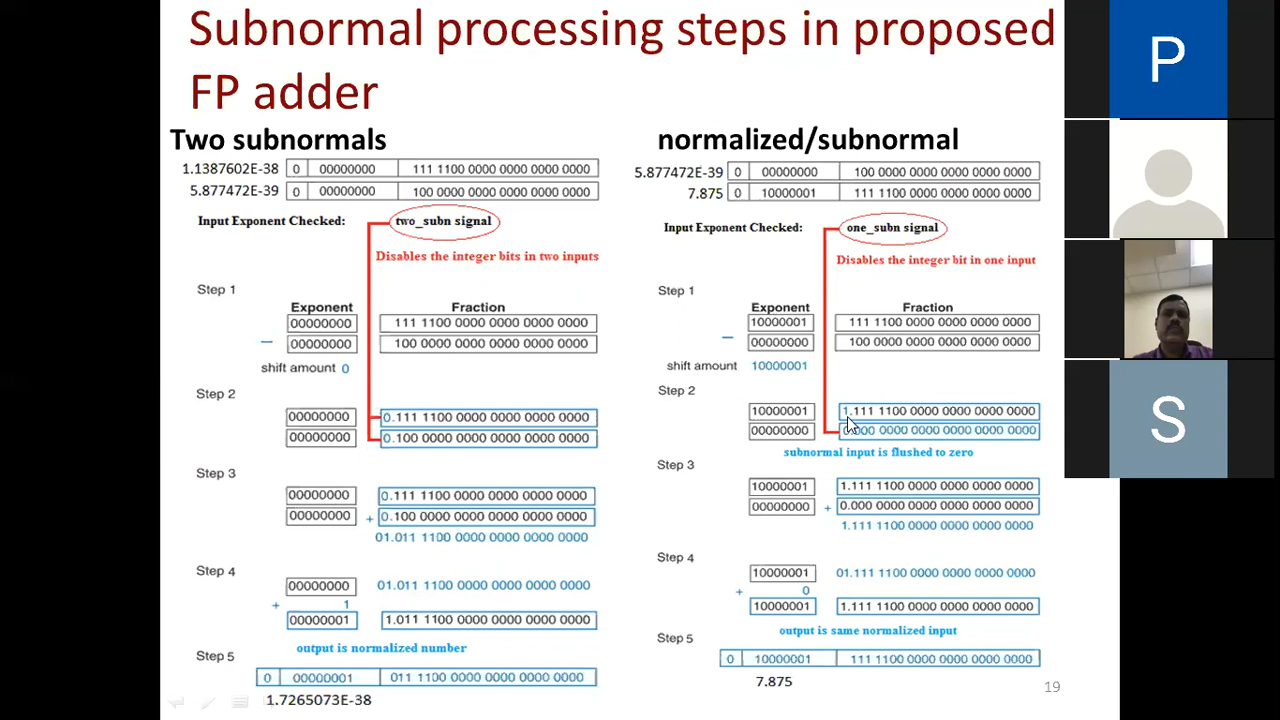 Subnormal processing steps in proposed
FP adder
Two subnormals
1.1387602E-38 0 00000000 111 1100 0000 0000 0000 0000
5.877472E-39 0 00000000 100 0000 0000 0000 0000 0000
Input Exponent Checked: two_subn signal
Disables the integer bits in two inputs
Step 1
Exponent Fraction
00000000 111 1100 0000 0000 0000 0000
— 00000000 100 0000 0000 0000 0000 0000
shift amount 0
Step 2
00000000 0.111 1100 0000 0000 0000 0000
00000000 0.100 0000 0000 0000 0000 0000
Step 3
00000000 0.111 1100 0000 0000 0000 0000
00000000 + 0.100 0000 0000 0000 0000 0000
01.011 1100 0000 0000 0000 0000
Step 4
00000000 01.011 1100 0000 0000 0000 0000
+ 1
00000001 1.011 1100 0000 0000 0000 0000
output is normalized number
Step 5
0 00000001 011 1100 0000 0000 0000 0000
1.7265073E-38
normalized/subnormal
5.877472E-39 0 00000000 100 0000 0000 0000 0000 0000
7.875 0 10000001 111 1100 0000 0000 0000 0000
Input Exponent Checked: one_subn signal
Disables the integer bit in one input
Step 1
Exponent Fraction
10000001 111 1100 0000 0000 0000 0000
— 00000000 100 0000 0000 0000 0000 0000
shift amount 10000001
Step 2
10000001 1.111 1100 0000 0000 0000 0000
00000000 0.000 0000 0000 0000 0000 0000
subnormal input is flushed to zero
Step 3
10000001 1.111 1100 0000 0000 0000 0000
00000000 + 0.000 0000 0000 0000 0000 0000
1.111 1100 0000 0000 0000 0000
Step 4
10000001 01.111 1100 0000 0000 0000 0000
+ 0
10000001 1.111 1100 0000 0000 0000 0000
output is same normalized input
Step 5
0 10000001 111 1100 0000 0000 0000 0000
7.875
19
P
S